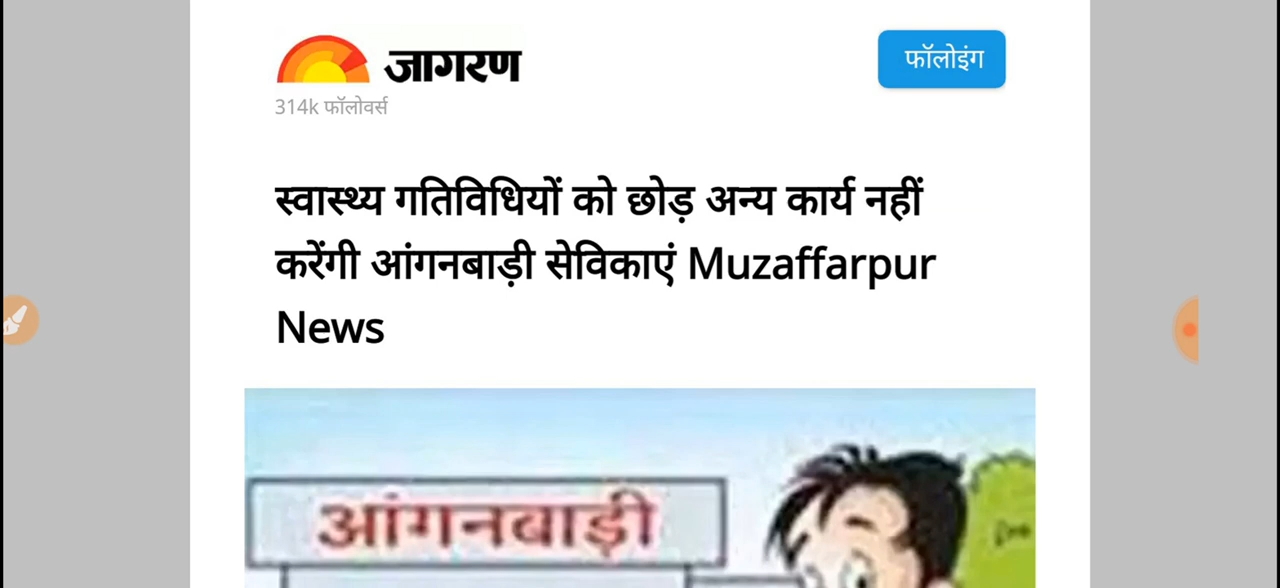 जागरण
फॉलोइंग
314k फॉलोवर्स
स्वास्थ्य गतिविधियों को छोड़ अन्य कार्य नहीं
करेंगी आंगनबाड़ी सेविकाएं Muzaffarpur
News
आंगनबाड़ी